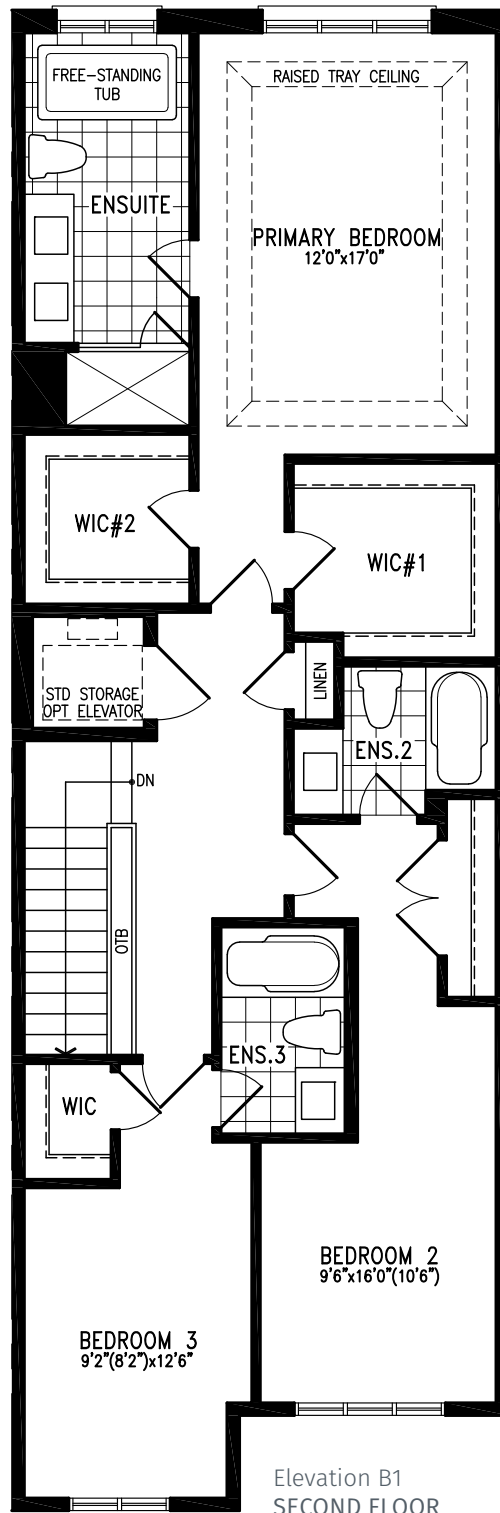 FREE-STANDING
TUB
RAISED TRAY CEILING
ENSUITE
PRIMARY BEDROOM
12'0"x17'0"
WIC#2
WIC#1
STD STORAGE
OPT ELEVATOR
LINEN
ENS.2
DN
OTB
ENS.3
WIC
BEDROOM 2
9'6"x16'0"(10'6")
BEDROOM 3
9'2"(8'2")x12'6"
Elevation B1
SECOND FLOOR